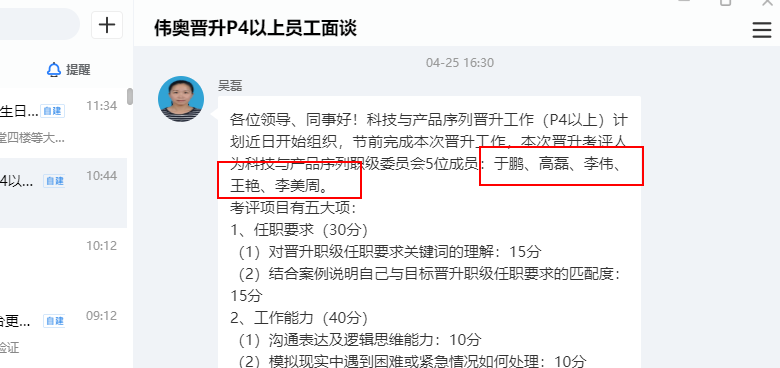 伟奥晋升P4以上员工面谈
提醒
04-25 16:30
吴磊
11:34
生日... 自建
堂四楼等大...
10:44
4以... 自建
10:12
09:12
台更... 自建
验证
各位领导、同事好！科技与产品序列晋升工作（P4以上）计
划近日开始组织，节前完成本次晋升工作，本次晋升考评人
为科技与产品序列职级委员会5位成员：于鹏、高磊、李伟、
王艳、李美周。
考评项目有五大项：
1、任职要求（30分）
（1）对晋升职级任职要求关键词的理解：15分
（2）结合案例说明自己与目标晋升职级任职要求的匹配度：
15分
2、工作能力（40分）
（1）沟通表达及逻辑思维能力：10分
（2）模拟现实中遇到困难或紧急情况如何处理：10分